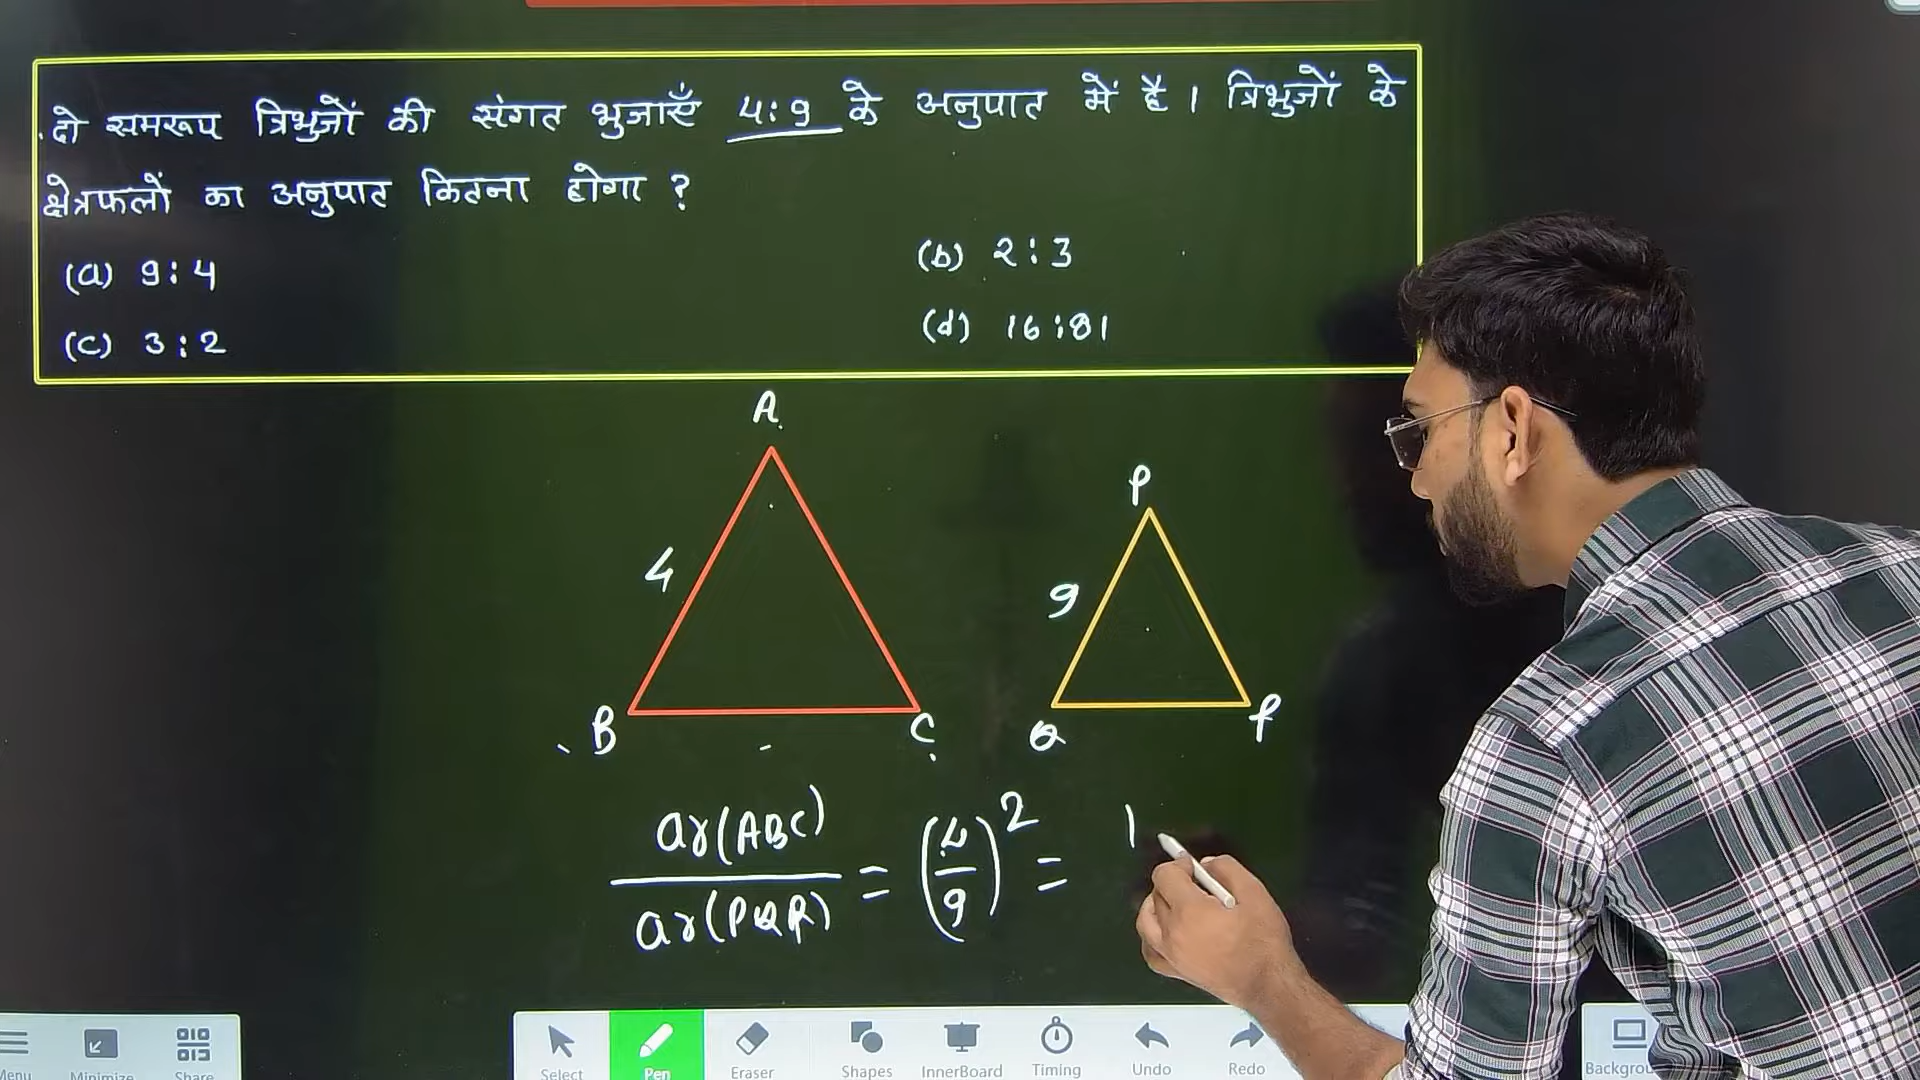 दो समरूप त्रिभुजों की संगत भुजाएँ 4:9 के अनुपात में है। त्रिभुजों के
क्षेत्रफलों का अनुपात कितना होगा ?
(a) 9:4
(b) 2:3
(c) 3:2
(d) 16:81
A
P
4
9
B
C
Q
ar(ABC)
ar(PQR)
= (4/9)² = 1
Menu
Minimize
Share
Select
Pen
Eraser
Shapes
InnerBoard
Timing
Undo
Redo